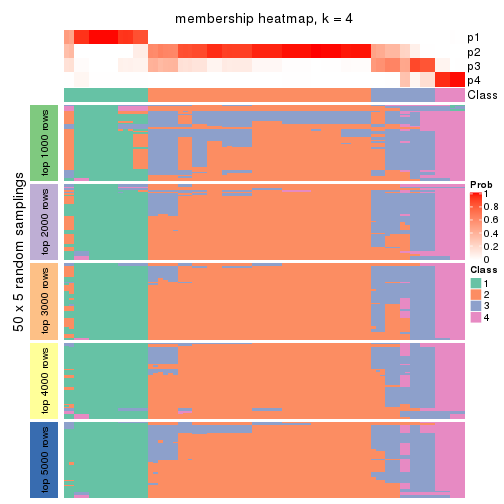 membership heatmap, k = 4
p1
p2
p3
p4
Class
50 x 5 random samplings
top 1000 rows
top 2000 rows
top 3000 rows
top 4000 rows
top 5000 rows
Prob
1
0.8
0.6
0.4
0.2
0
Class
1
2
3
4